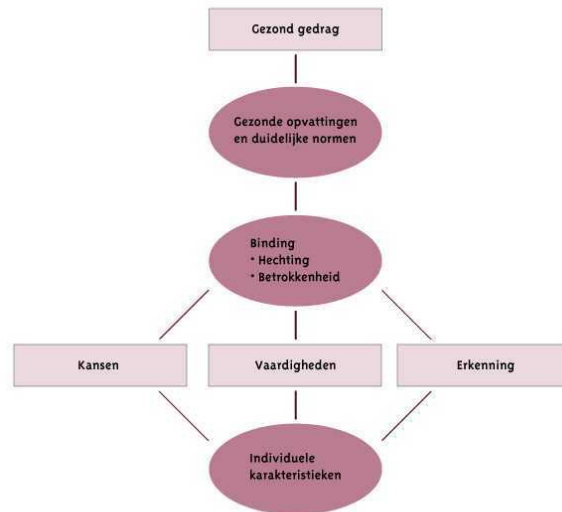 Gezond gedrag
Gezonde opvattingen
en duidelijke normen
Binding
• Hechting
• Betrokkenheid
Kansen
Vaardigheden
Erkenning
Individuele
karakteristieken